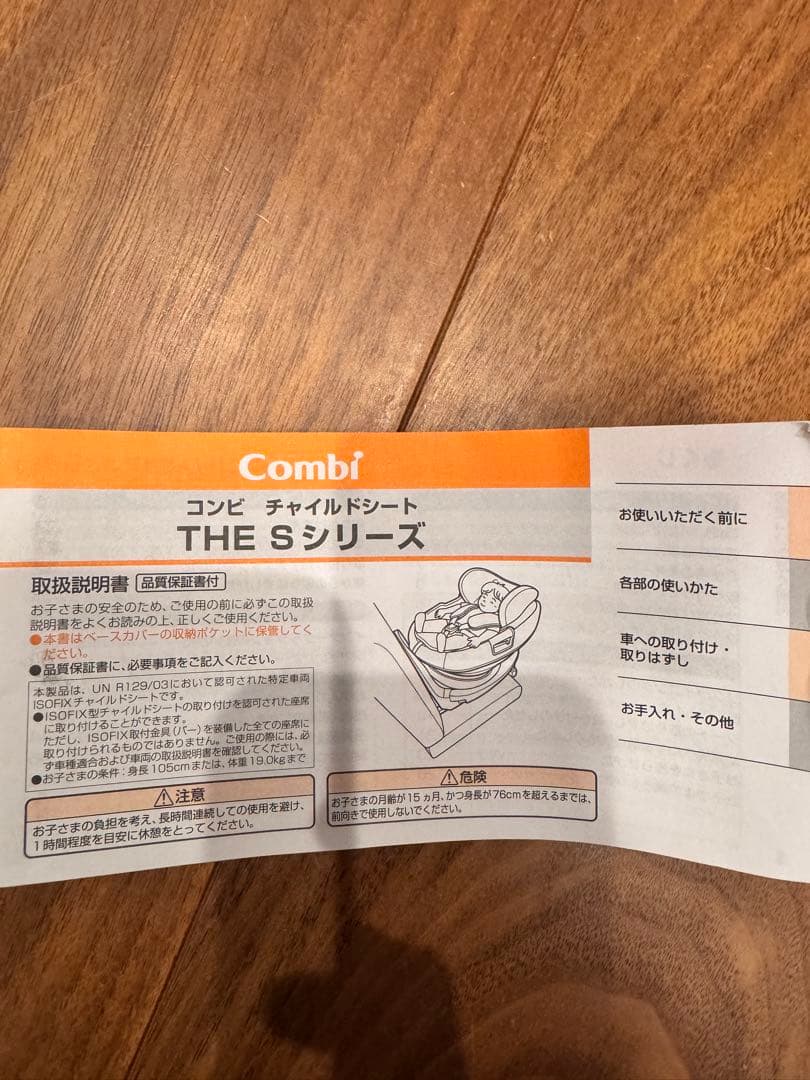 Combi
コンビ チャイルドシート
THE Sシリーズ
取扱説明書 品質保証書付
お子さまの安全のため、ご使用の前に必ずこの取扱
説明書をよくお読みの上、正しくご使用ください。
●本書はベースカバーの収納ポケットに保管してく
ださい。
●品質保証書に、必要事項をご記入ください。
本製品は、UN R129/03において認可された特定車両
ISOFIXチャイルドシートです。
●ISOFIX型チャイルドシートの取り付けを認可された座席
に取り付けることができます。
ただし、ISOFIX取付金具(バー)を装備した全ての座席に
取り付けられるものではありません。ご使用の際には、必
ず車種適合および車両の取扱説明書を確認してください。
●お子さまの条件:身長105cmまたは、体重19.0kgまで
⚠注意
お子さまの負担を考え、長時間連続しての使用を避け、
1時間程度を目安に休憩をとってください。
⚠危険
お子さまの月齢が15ヵ月、かつ身長が76cmを超えるまでは、
前向きで使用しないでください。
お使いいただく前に
各部の使いかた
車への取り付け・
取りはずし
お手入れ・その他